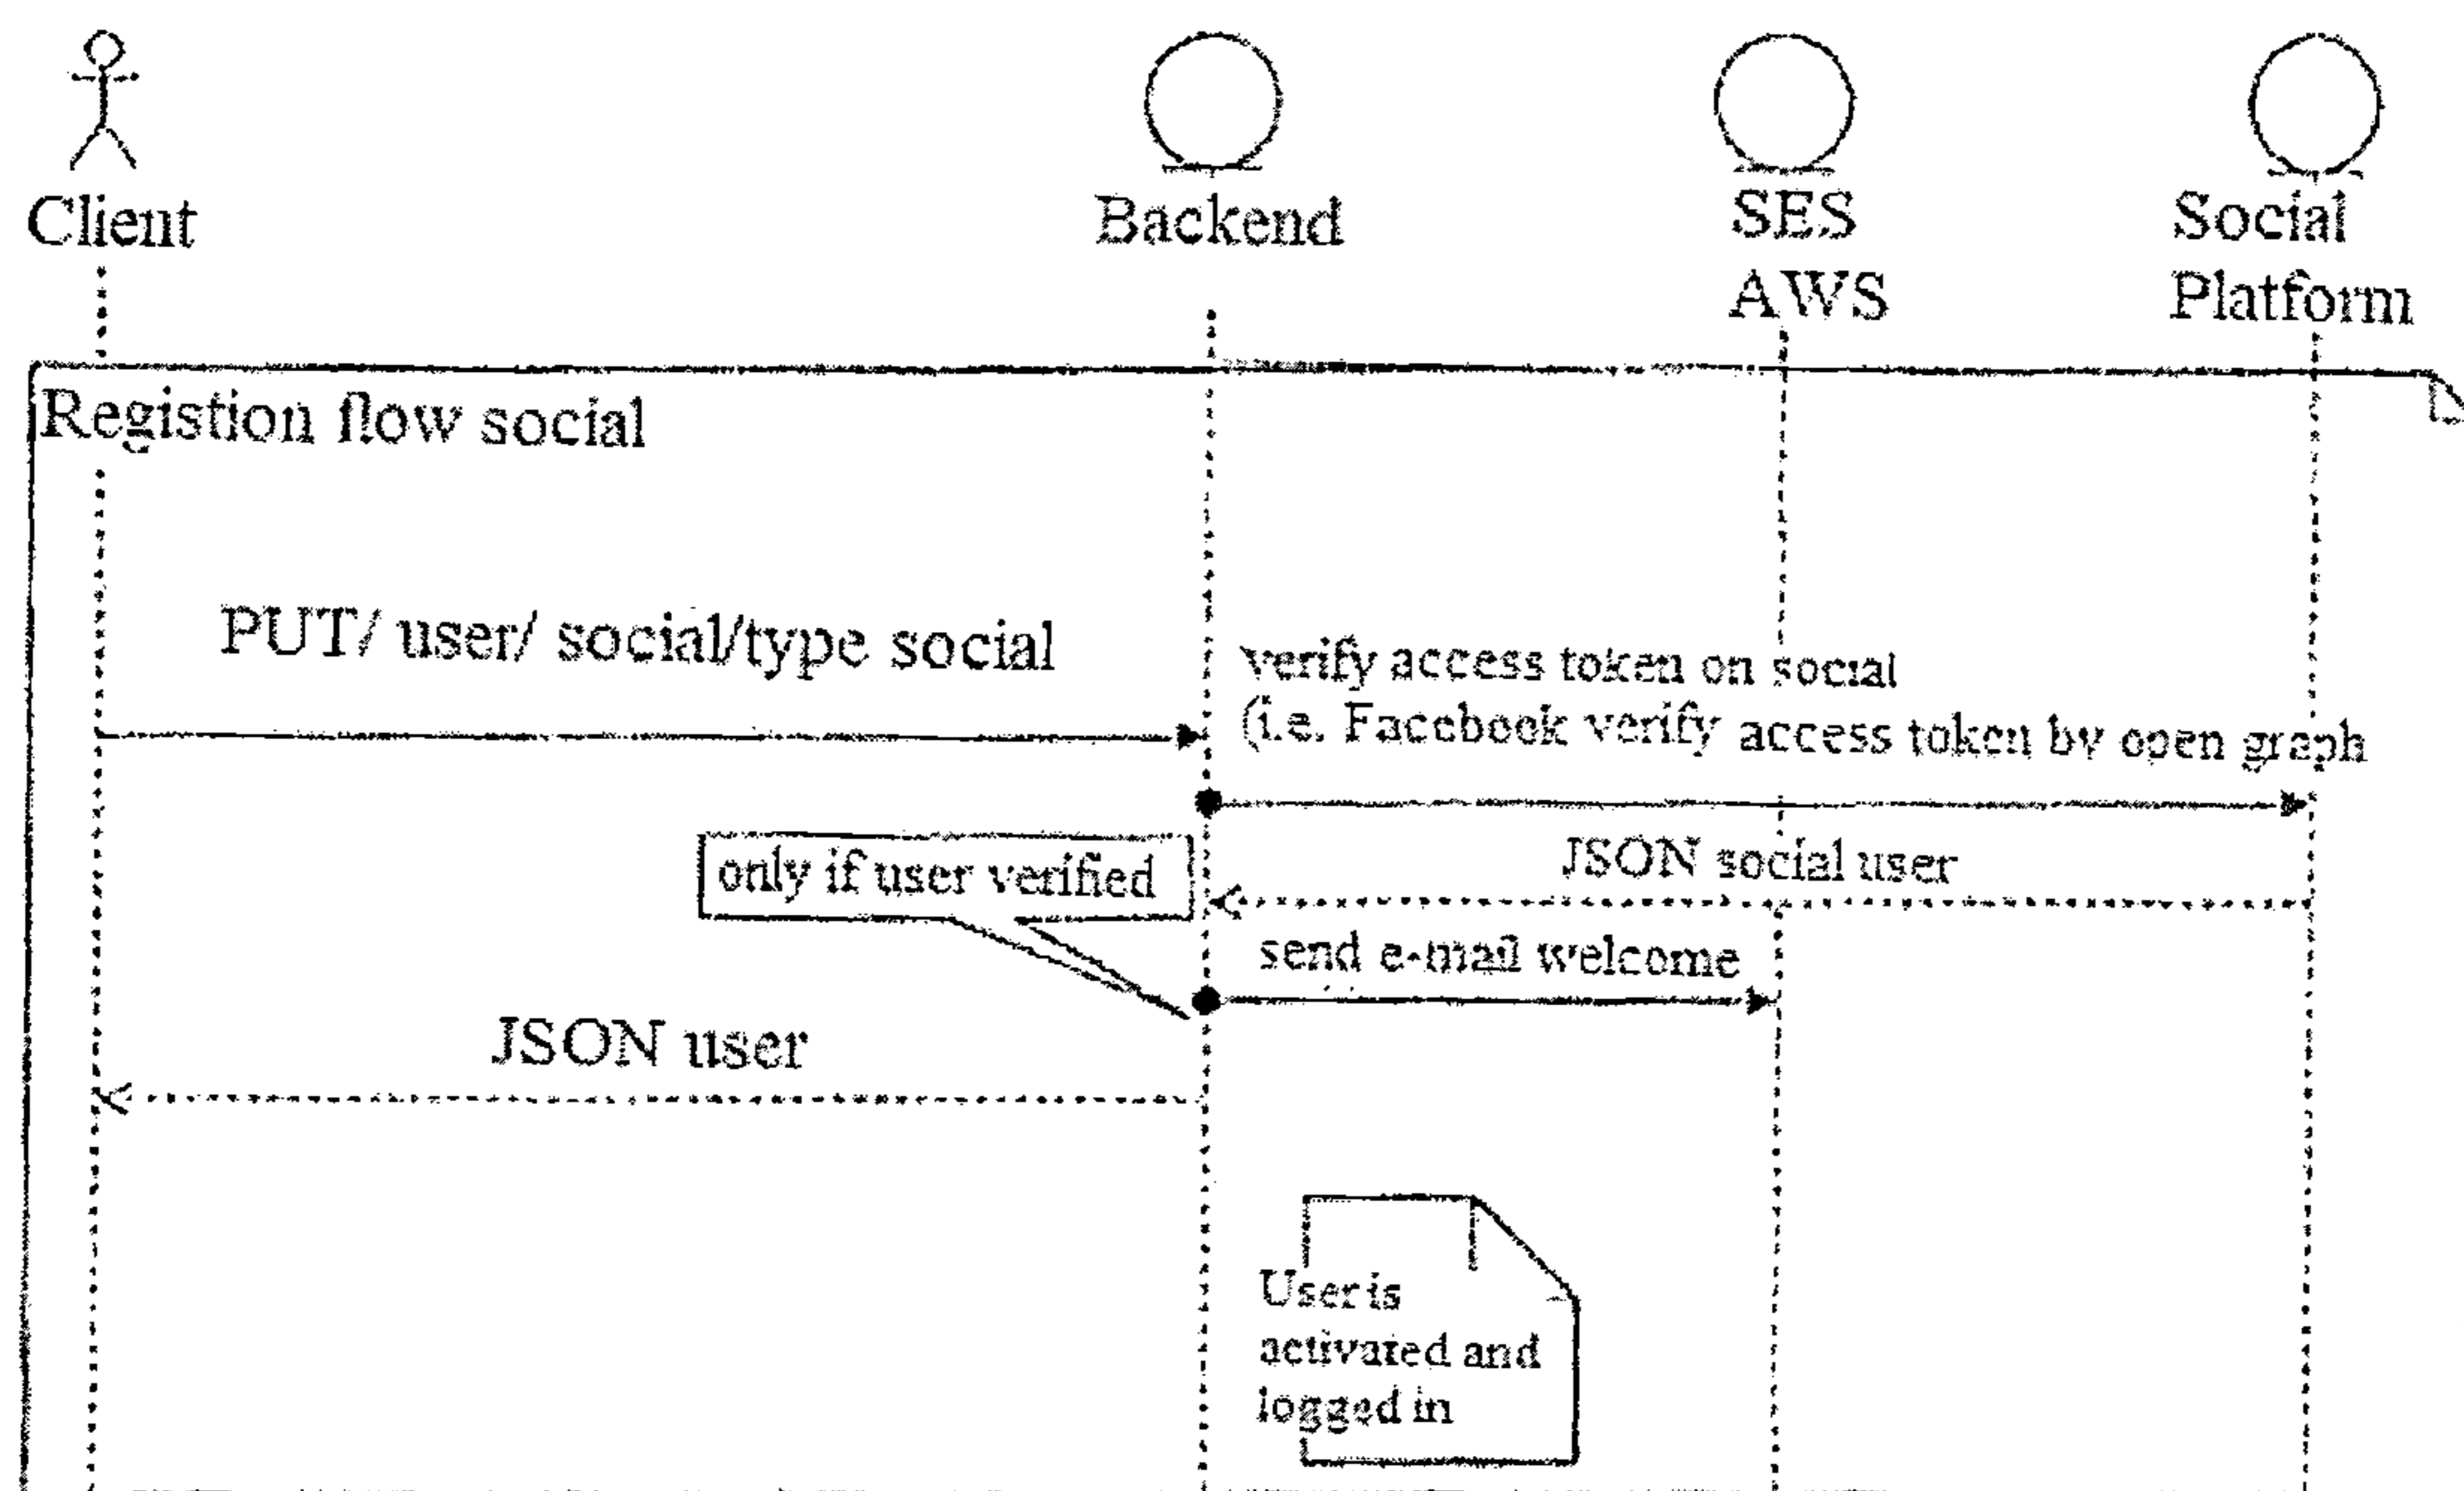 Client
Backend
SES
AWS
Social
Platform
Registion flow social
PUT/ user/ social/type social
verify access token on social
(i.e. Facebook verify access token by open graph
JSON social user
only if user verified
send e-mail welcome
JSON user
User is
activated and
logged in